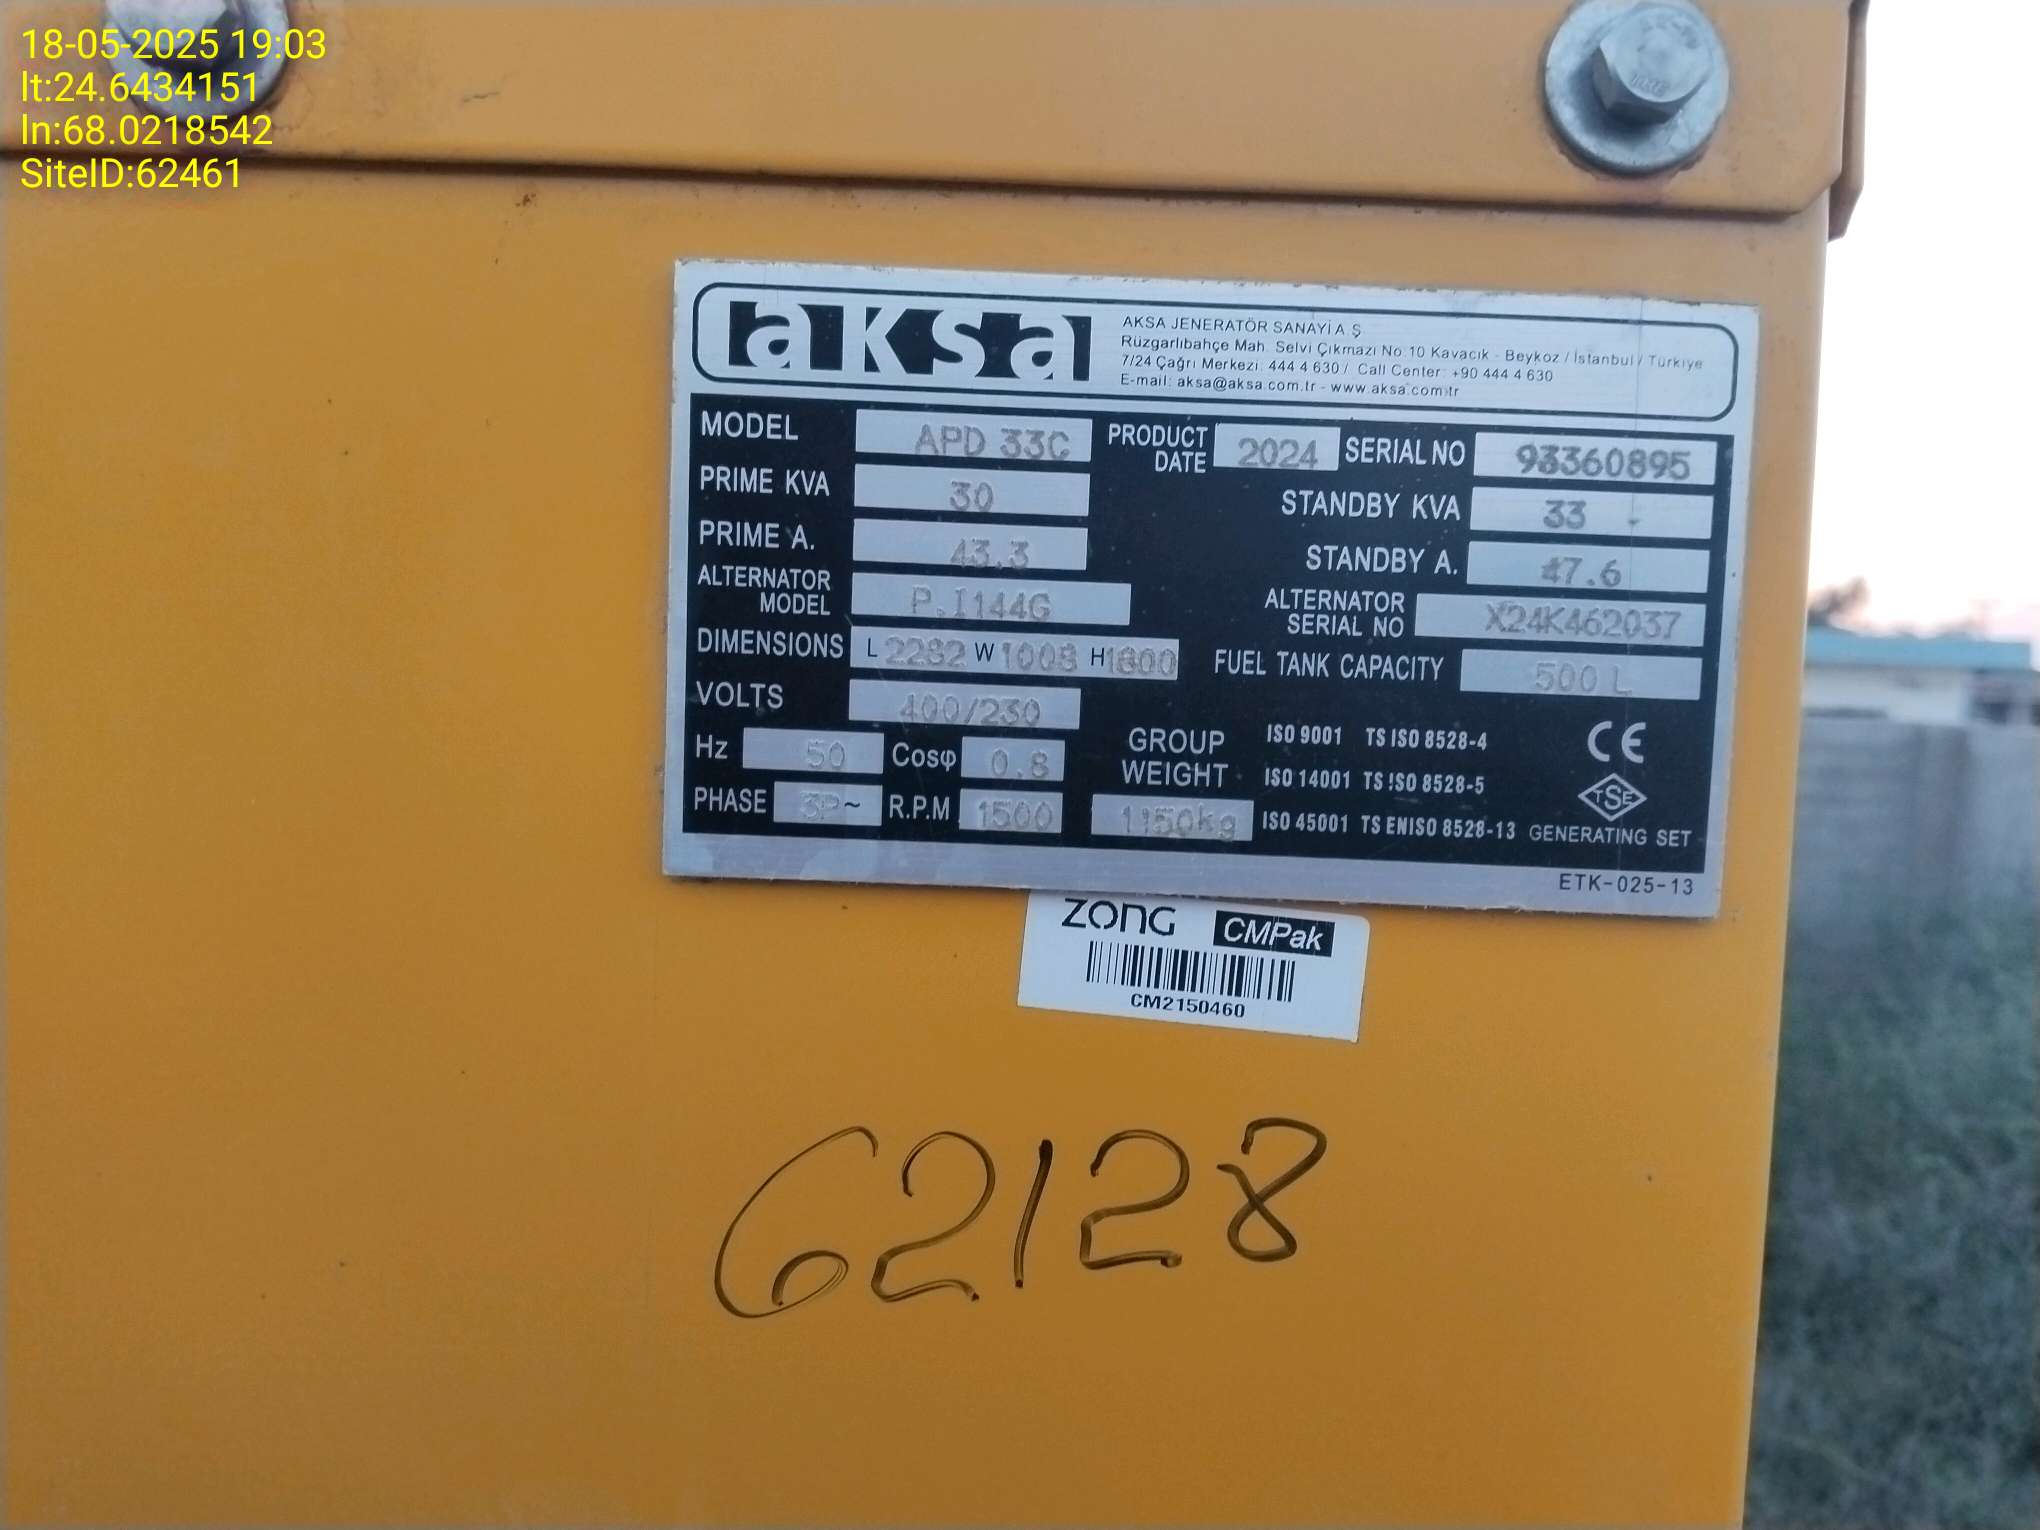 18-05-2025 19:03
lt:24.6434151
ln:68.0218542
SiteID:62461
aksa
AKSA JENERATÖR SANAYİ A.Ş
Rüzgarlıbahçe Mah. Selvi Çıkmazı No.10 Kavacık - Beykoz / İstanbul / Türkiye
7/24 Çağrı Merkezi: 444 4 630 / Call Center: +90 444 4 630
E-mail: aksa@aksa.com.tr - www.aksa.com.tr
MODEL APD 33C PRODUCT DATE 2024 SERIAL NO 93360895
PRIME KVA 30 STANDBY KVA 33
PRIME A. 43.3 STANDBY A. 47.6
ALTERNATOR MODEL P.I144G ALTERNATOR SERIAL NO X24K462037
DIMENSIONS L 2282 W 1008 H 1800 FUEL TANK CAPACITY 500 L
VOLTS 400/230
Hz 50 Cosφ 0.8
PHASE 3P~ R.P.M 1500
GROUP WEIGHT 1150kg
ISO 9001 TS ISO 8528-4
ISO 14001 TS ISO 8528-5
ISO 45001 TS EN ISO 8528-13
CE
TSE
GENERATING SET
ETK-025-13
ZONG CMPak
CM2150460
62128